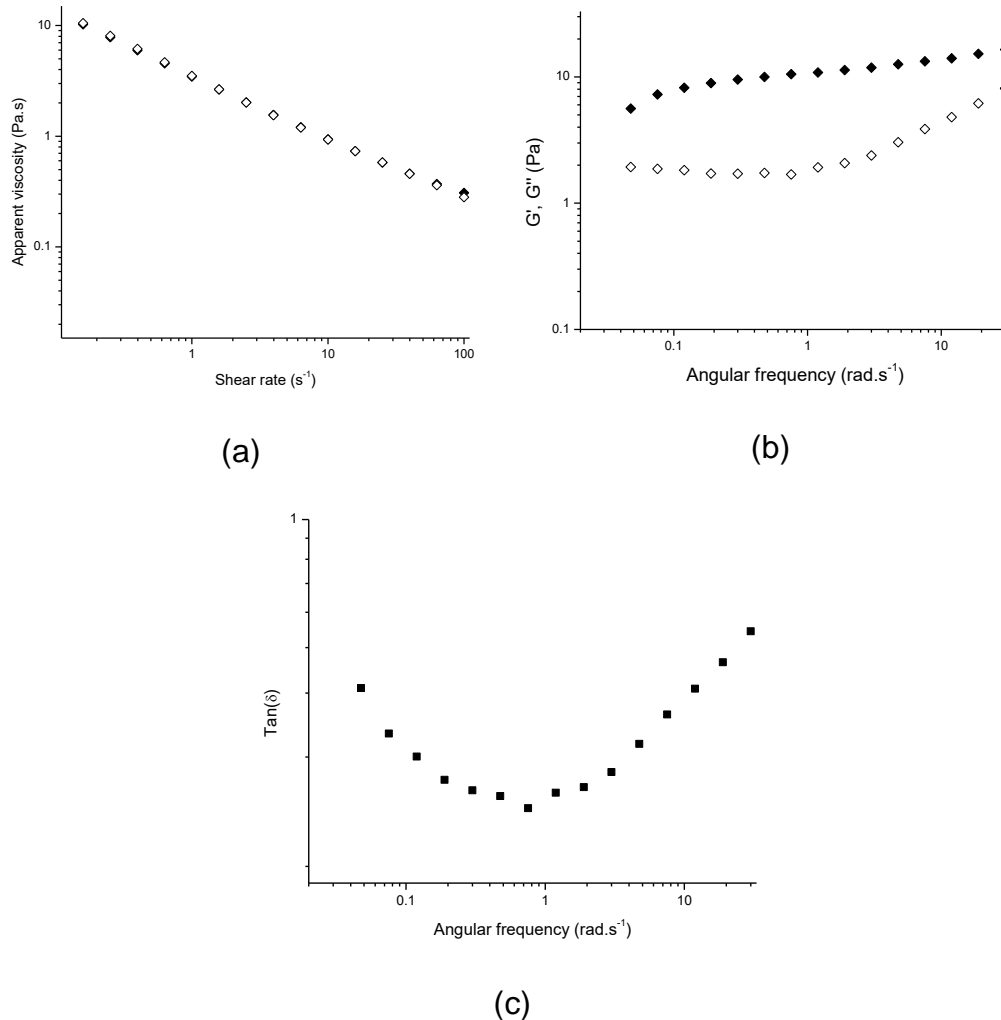 10
1
0.1
Apparent viscosity (Pa.s)
1
10
100
Shear rate (s⁻¹)
(a)
10
1
0.1
G', G'' (Pa)
0.1
1
10
Angular frequency (rad.s⁻¹)
(b)
1
Tan(δ)
0.1
1
10
Angular frequency (rad.s⁻¹)
(c)